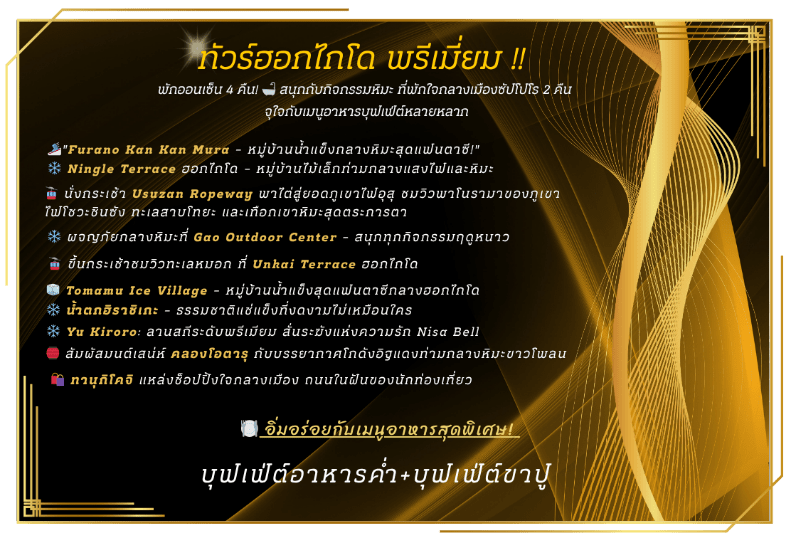 ทัวร์ฮอกไกโด พรีเมี่ยม !!
พักออนเซ็น 4 คืน! 🛁 สนุกกับกิจกรรมหิมะ ที่พักใจกลางเมืองซัปโปโร 2 คืน
จุใจกับเมนูอาหารบุฟเฟ่ต์หลายหลาก
"Furano Kan Kan Mura - หมู่บ้านน้ำแข็งกลางหิมะสุดแฟนตาซี!"
❄️ Ningle Terrace ฮอกไกโด - หมู่บ้านไม้เล็กท่ามกลางแสงไฟและหิมะ
🚡 นั่งกระเช้า Usuzan Ropeway พาไต่สู่ยอดภูเขาไฟอุสุ ชมวิวพาโนรามาของภูเขา
ไฟโชวะชินซัง ทะเลสาบโทยะ และเทือกเขาหิมะสุดตระการตา
❄️ ผจญภัยกลางหิมะที่ Gao Outdoor Center - สนุกทุกกิจกรรมฤดูหนาว
🚡 ขึ้นกระเช้าชมวิวทะเลหมอก ที่ Unkai Terrace ฮอกไกโด
🧊 Tomamu Ice Village - หมู่บ้านน้ำแข็งสุดแฟนตาซีกลางฮอกไกโด
❄️ น้ำตกฮิราชิเกะ - ธรรมชาติแช่แข็งที่งดงามไม่เหมือนใคร
❄️ Yu Kiroro: ลานสกีระดับพรีเมียม สั่นระฆังแห่งความรัก Nisa Bell
🏮 สัมผัสมนต์เสน่ห์ คลองโอตารุ กับบรรยากาศโกดังอิฐแดงท่ามกลางหิมะขาวโพลน
🛍️ ทานุกิโคจิ แหล่งช็อปปิ้งใจกลางเมือง ถนนในฝันของนักท่องเที่ยว
🍽️ อิ่มอร่อยกับเมนูอาหารสุดพิเศษ!
บุฟเฟ่ต์อาหารค่ำ+บุฟเฟ่ต์ขาปู